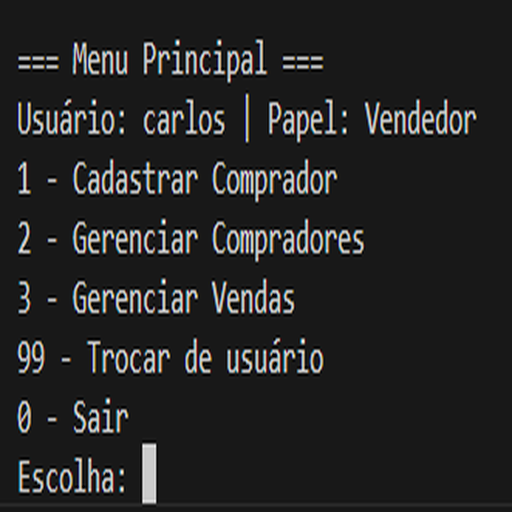 === Menu Principal ===
Usuário: carlos | Papel: Vendedor
1 - Cadastrar Comprador
2 - Gerenciar Compradores
3 - Gerenciar Vendas
99 - Trocar de usuário
0 - Sair
Escolha: